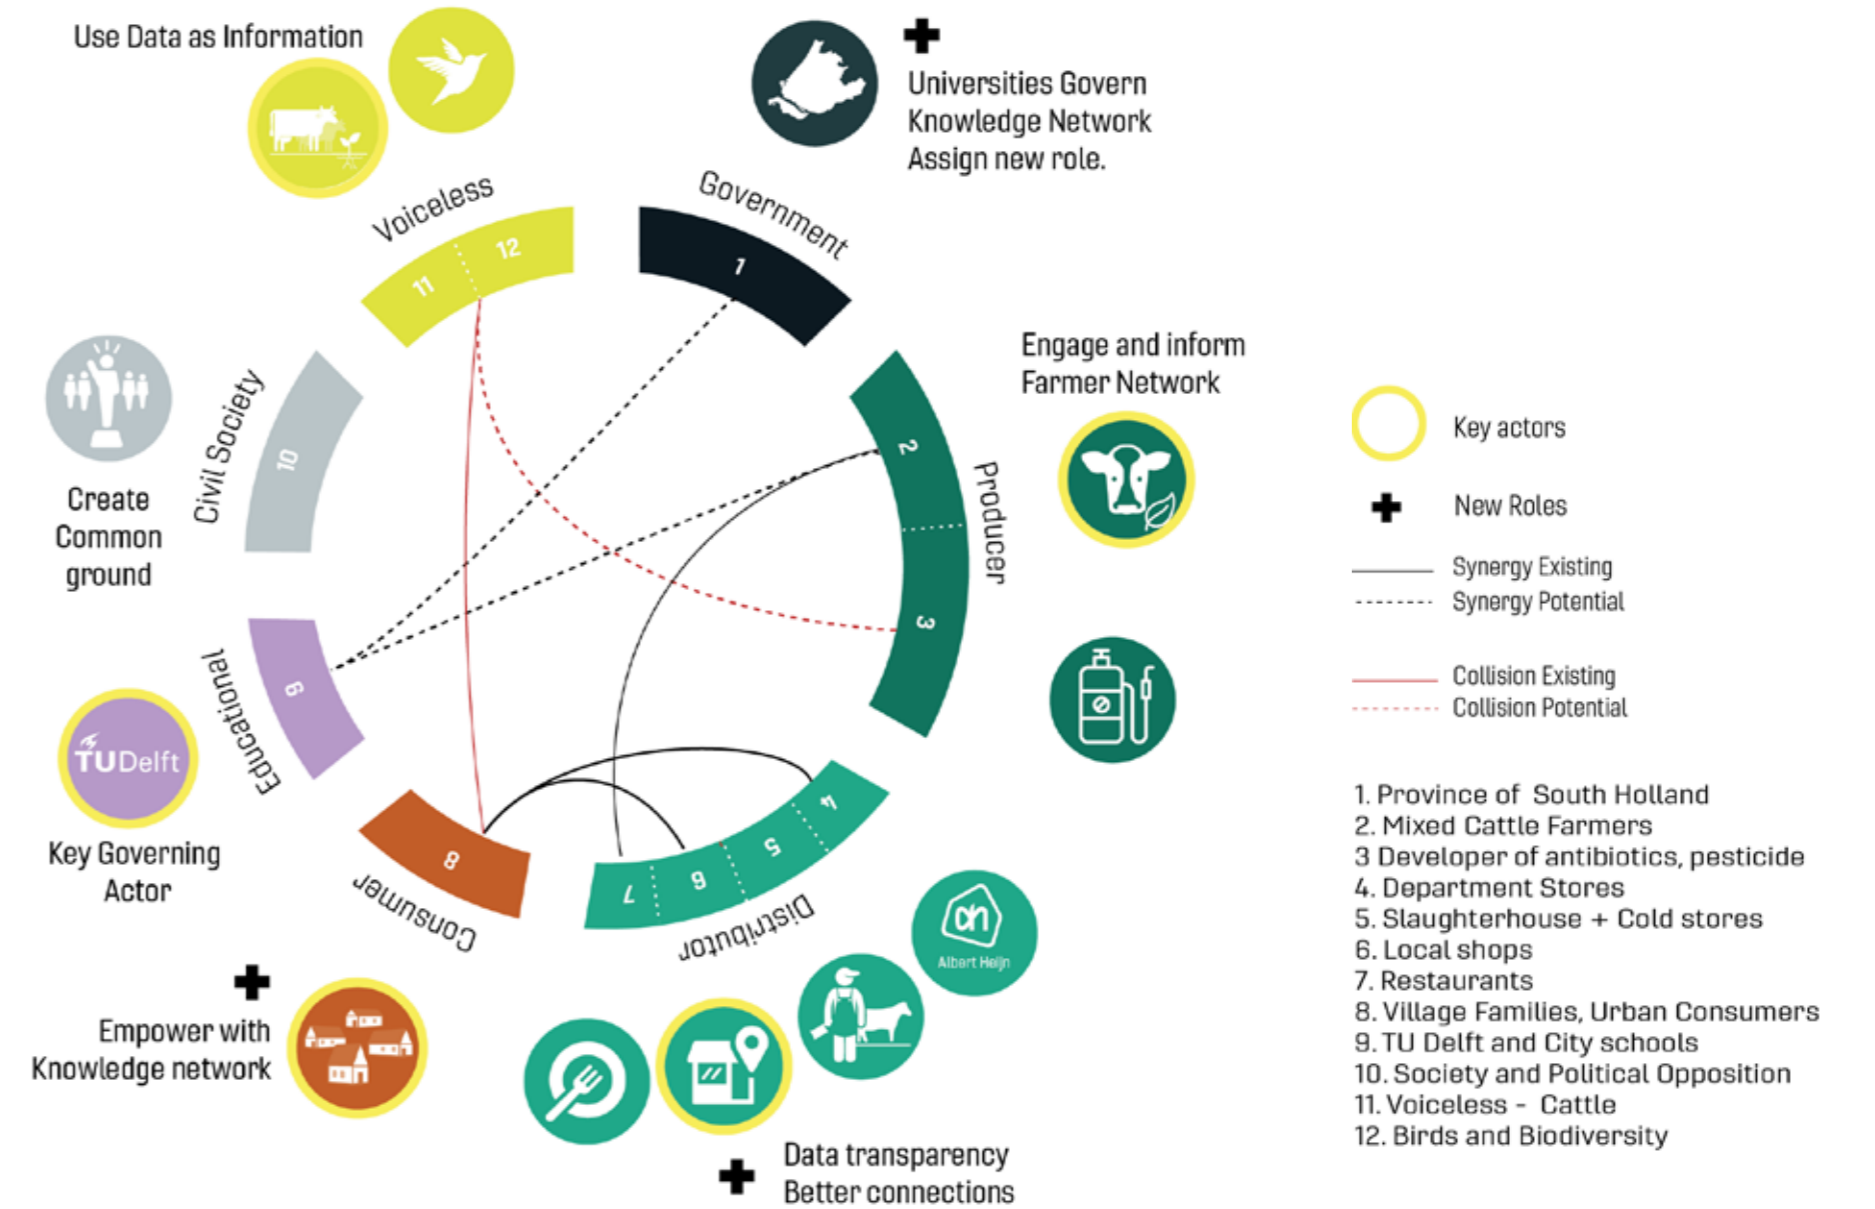 Use Data as Information
Universities Govern
Knowledge Network
Assign new role.
Voiceless
Government
11
12
1
Engage and inform
Farmer Network
Civil Society
10
2
Producer
3
Create
Common
ground
Educational
9
TUDelft
Key Governing
Actor
Consumer
8
Distributor
4
5
6
7
Albert Heijn
Empower with
Knowledge network
Data transparency
Better connections
Key actors
New Roles
Synergy Existing
Synergy Potential
Collision Existing
Collision Potential
1. Province of South Holland
2. Mixed Cattle Farmers
3 Developer of antibiotics, pesticide
4. Department Stores
5. Slaughterhouse + Cold stores
6. Local shops
7. Restaurants
8. Village Families, Urban Consumers
9. TU Delft and City schools
10. Society and Political Opposition
11. Voiceless - Cattle
12. Birds and Biodiversity